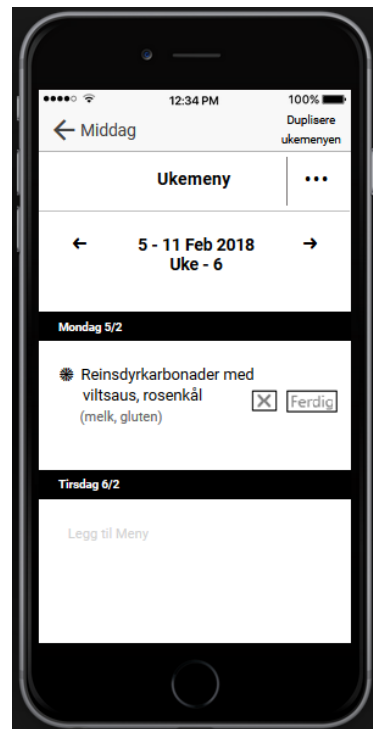 12:34 PM
100%
← Middag
Duplisere
ukemenyen
Ukemeny
•••
← 5 - 11 Feb 2018 →
Uke - 6
Mondag 5/2
Reinsdyrkarbonader med
viltsaus, rosenkål
(melk, gluten)
X Ferdig
Tirsdag 6/2
Legg til Meny